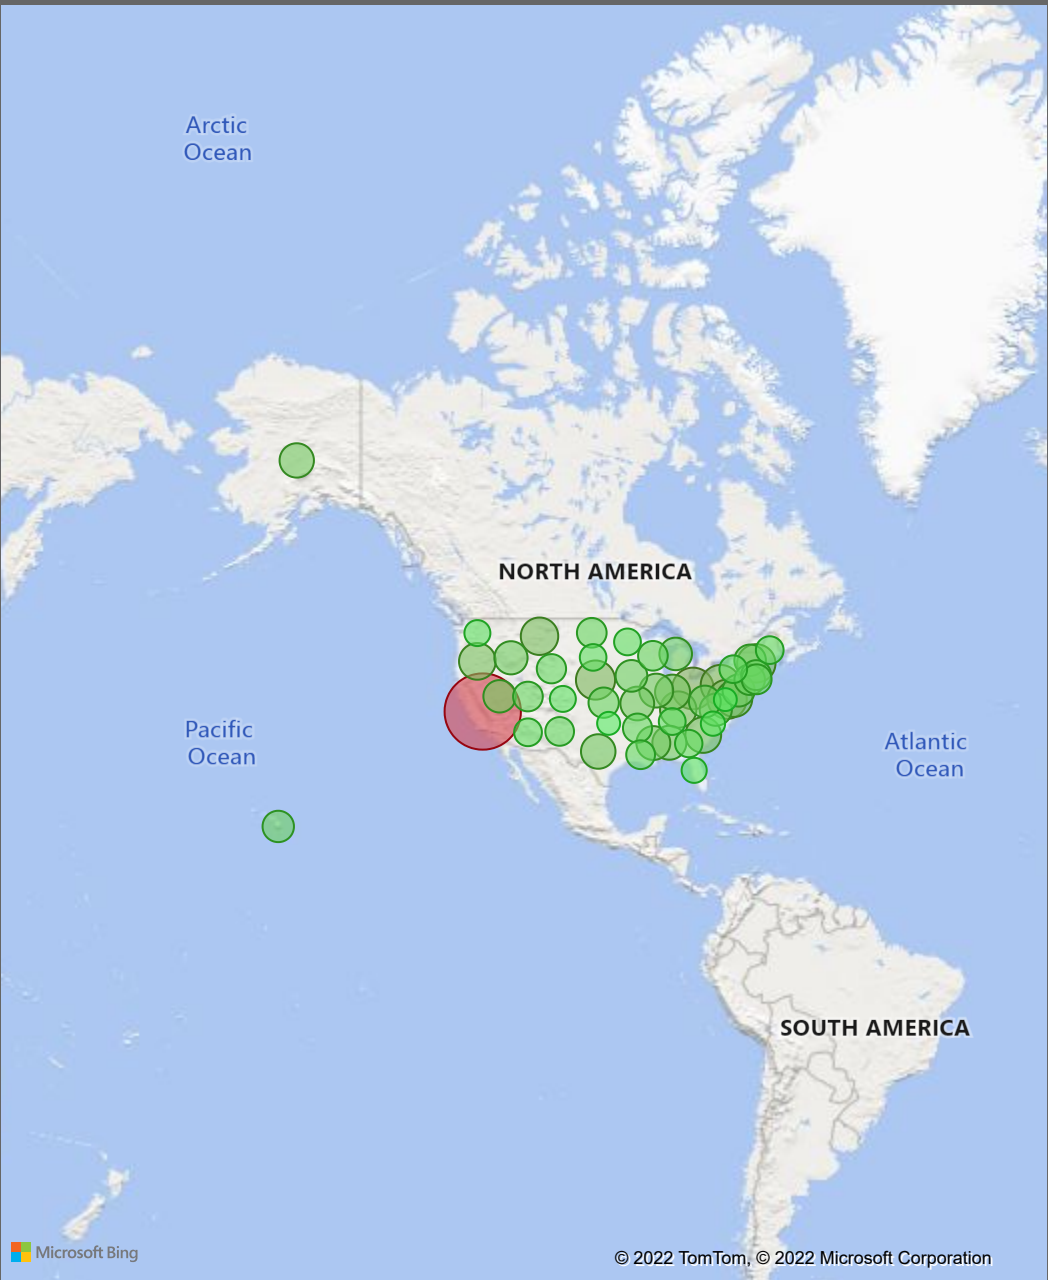 Arctic
Ocean
NORTH AMERICA
Pacific
Ocean
Atlantic
Ocean
SOUTH AMERICA
Microsoft Bing
© 2022 TomTom, © 2022 Microsoft Corporation